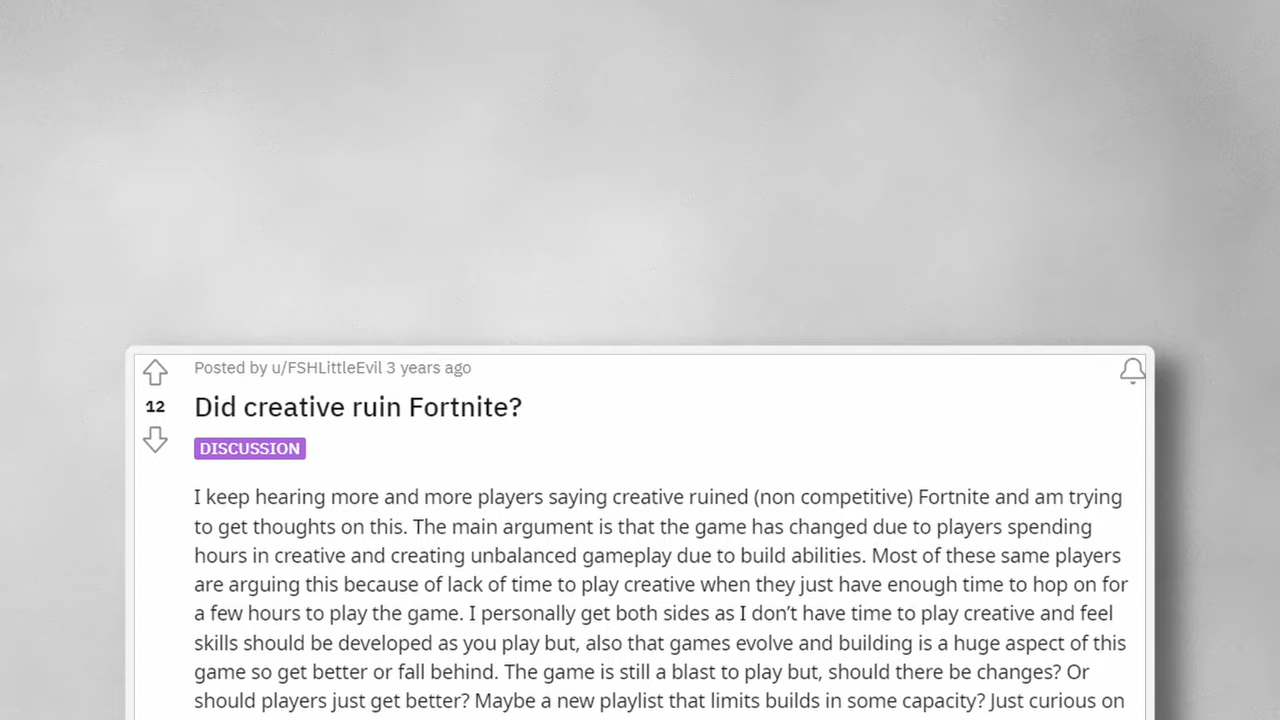 Posted by u/FSHLittleEvil 3 years ago
12
Did creative ruin Fortnite?
DISCUSSION
I keep hearing more and more players saying creative ruined (non competitive) Fortnite and am trying
to get thoughts on this. The main argument is that the game has changed due to players spending
hours in creative and creating unbalanced gameplay due to build abilities. Most of these same players
are arguing this because of lack of time to play creative when they just have enough time to hop on for
a few hours to play the game. I personally get both sides as I don’t have time to play creative and feel
skills should be developed as you play but, also that games evolve and building is a huge aspect of this
game so get better or fall behind. The game is still a blast to play but, should there be changes? Or
should players just get better? Maybe a new playlist that limits builds in some capacity? Just curious on